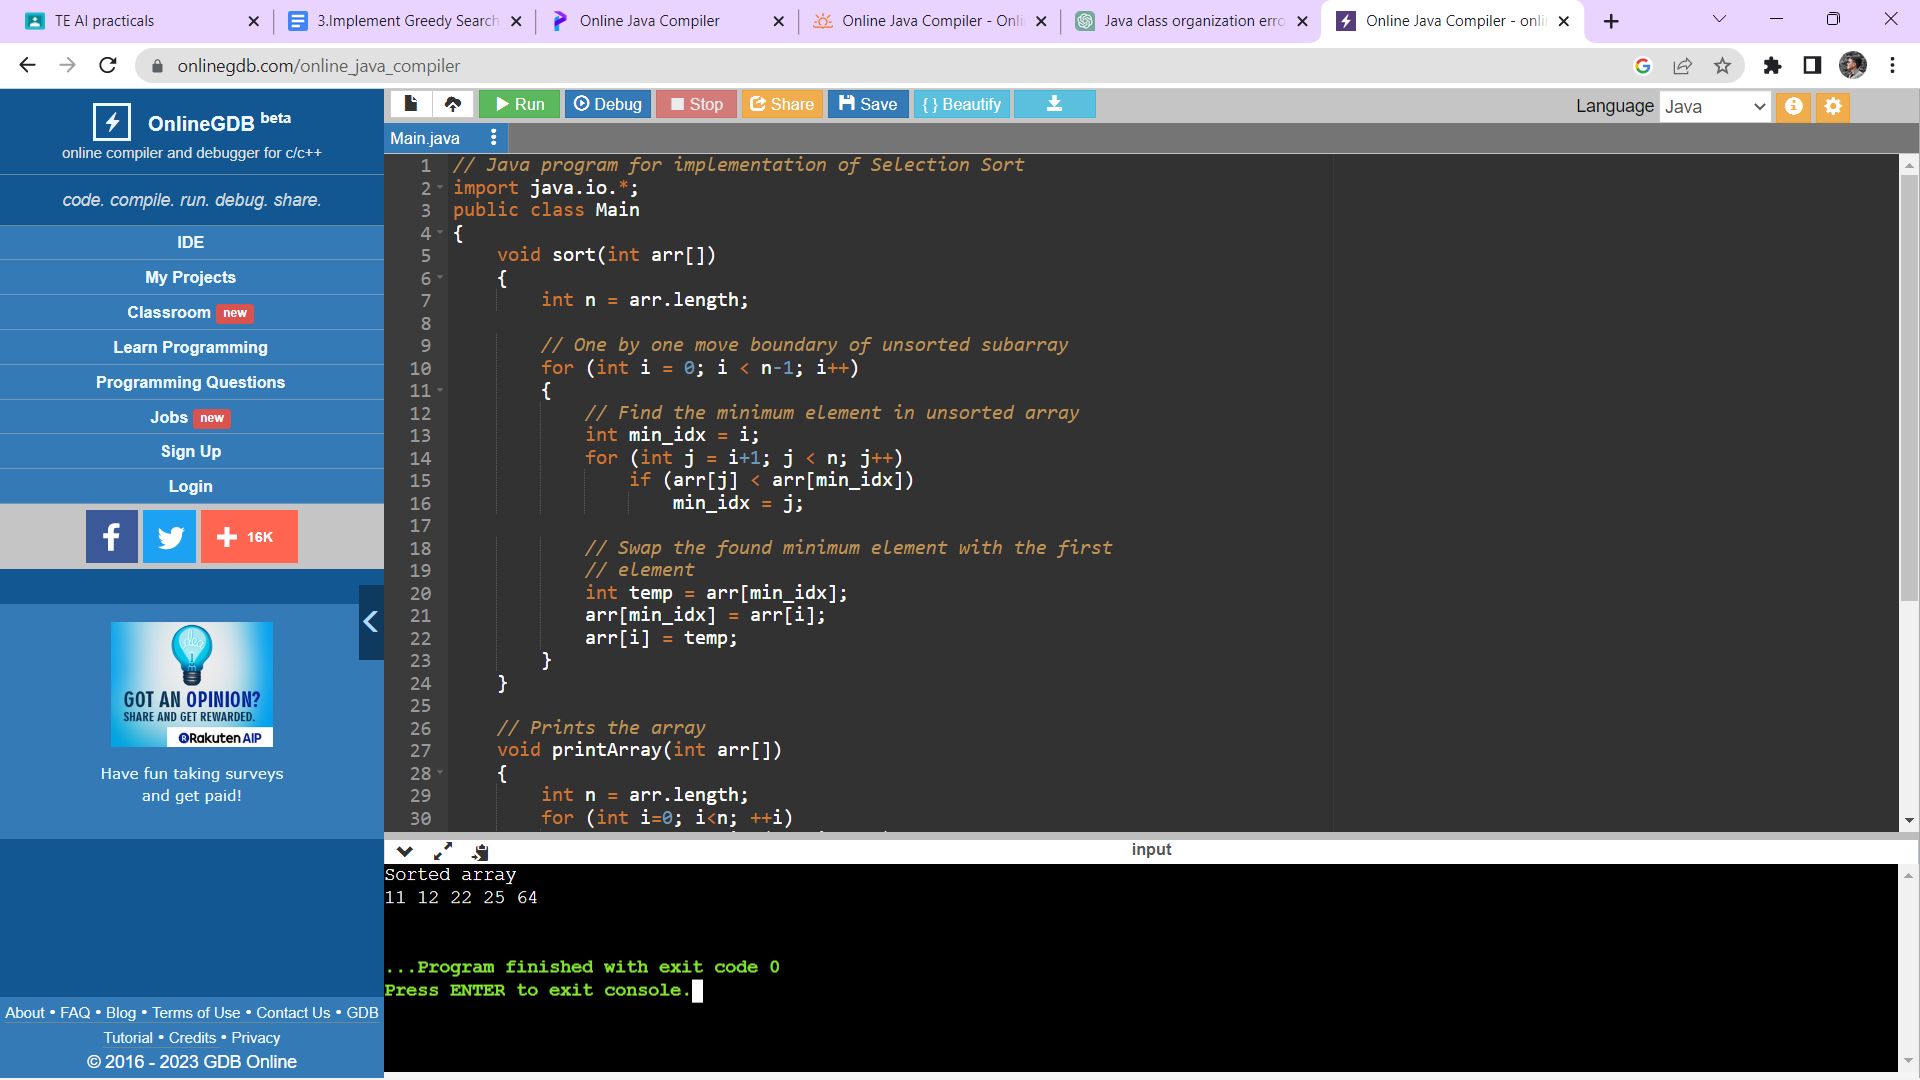 TE AI practicals
3.Implement Greedy Search
Online Java Compiler
Online Java Compiler - Onli
Java class organization erro
Online Java Compiler - onli
onlinegdb.com/online_java_compiler
OnlineGDB beta
online compiler and debugger for c/c++
code. compile. run. debug. share.
IDE
My Projects
Classroom new
Learn Programming
Programming Questions
Jobs new
Sign Up
Login
f + 16K
GOT AN OPINION?
SHARE AND GET REWARDED.
Rakuten AIP
Have fun taking surveys
and get paid!
About • FAQ • Blog • Terms of Use • Contact Us • GDB
Tutorial • Credits • Privacy
© 2016 - 2023 GDB Online
Run Debug Stop Share Save {} Beautify
Language Java
Main.java
1 // Java program for implementation of Selection Sort
2 import java.io.*;
3 public class Main
4 {
5 void sort(int arr[])
6 {
7 int n = arr.length;
8
9 // One by one move boundary of unsorted subarray
10 for (int i = 0; i < n-1; i++)
11 {
12 // Find the minimum element in unsorted array
13 int min_idx = i;
14 for (int j = i+1; j < n; j++)
15 if (arr[j] < arr[min_idx])
16 min_idx = j;
17
18 // Swap the found minimum element with the first
19 // element
20 int temp = arr[min_idx];
21 arr[min_idx] = arr[i];
22 arr[i] = temp;
23 }
24 }
25
26 // Prints the array
27 void printArray(int arr[])
28 {
29 int n = arr.length;
30 for (int i=0; i<n; ++i)
input
Sorted array
11 12 22 25 64
...Program finished with exit code 0
Press ENTER to exit console.